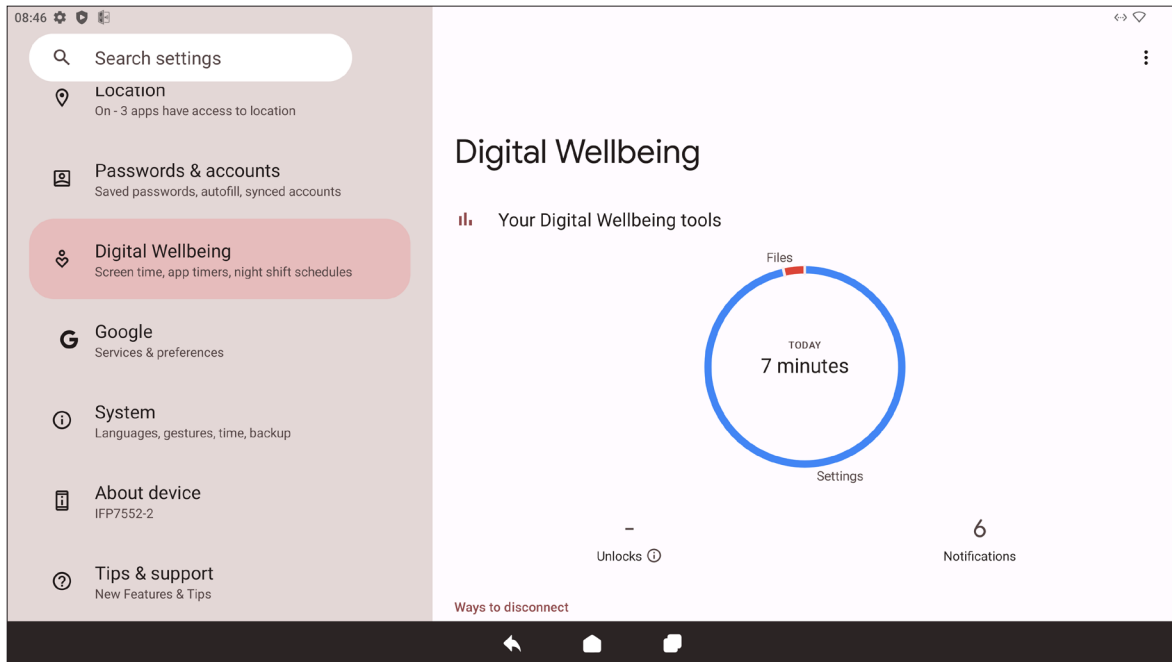 08:46
Search settings
Location
On - 3 apps have access to location
Passwords & accounts
Saved passwords, autofill, synced accounts
Digital Wellbeing
Screen time, app timers, night shift schedules
Google
Services & preferences
System
Languages, gestures, time, backup
About device
IFP7552-2
Tips & support
New Features & Tips
Digital Wellbeing
Your Digital Wellbeing tools
Files
TODAY
7 minutes
Settings
-
Unlocks
6
Notifications
Ways to disconnect